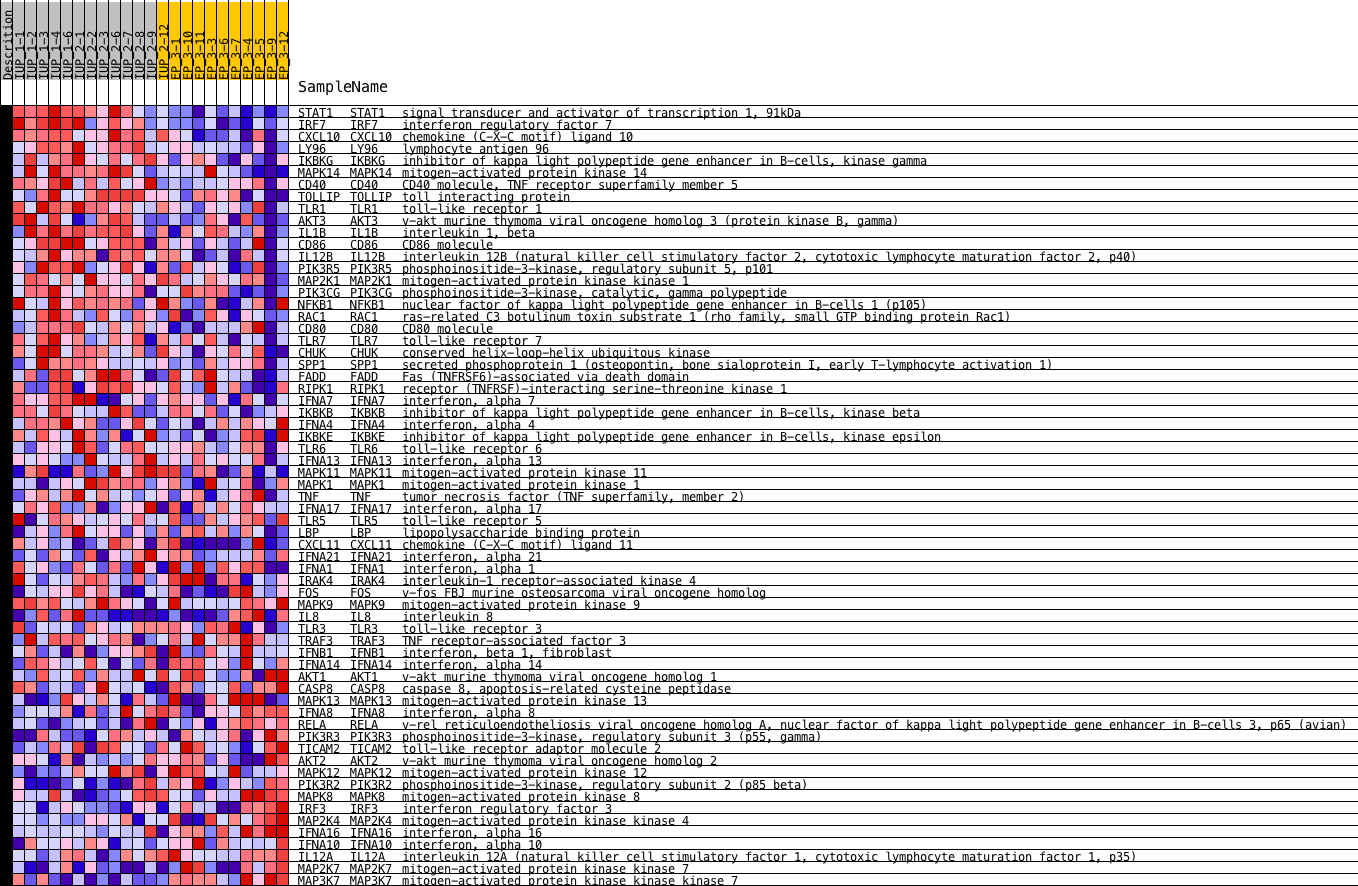 Descrition
IUP_1-1
IUP_1-2
IUP_1-3
IUP_1-4
IUP_1-6
IUP_2-1
IUP_2-2
IUP_2-3
IUP_2-6
IUP_2-7
IUP_2-8
IUP_2-9
IUP_2-12
EP_3-1
EP_3-10
EP_3-11
EP_3-3
EP_3-6
EP_3-7
EP_3-4
EP_3-5
EP_3-9
EP_3-12
SampleName
STAT1 STAT1 signal transducer and activator of transcription 1, 91kDa
IRF7 IRF7 interferon regulatory factor 7
CXCL10 CXCL10 chemokine (C-X-C motif) ligand 10
LY96 LY96 lymphocyte antigen 96
IKBKG IKBKG inhibitor of kappa light polypeptide gene enhancer in B-cells, kinase gamma
MAPK14 MAPK14 mitogen-activated protein kinase 14
CD40 CD40 CD40 molecule, TNF receptor superfamily member 5
TOLLIP TOLLIP toll interacting protein
TLR1 TLR1 toll-like receptor 1
AKT3 AKT3 v-akt murine thymoma viral oncogene homolog 3 (protein kinase B, gamma)
IL1B IL1B interleukin 1, beta
CD86 CD86 CD86 molecule
IL12B IL12B interleukin 12B (natural killer cell stimulatory factor 2, cytotoxic lymphocyte maturation factor 2, p40)
PIK3R5 PIK3R5 phosphoinositide-3-kinase, regulatory subunit 5, p101
MAP2K1 MAP2K1 mitogen-activated protein kinase kinase 1
PIK3CG PIK3CG phosphoinositide-3-kinase, catalytic, gamma polypeptide
NFKB1 NFKB1 nuclear factor of kappa light polypeptide gene enhancer in B-cells 1 (p105)
RAC1 RAC1 ras-related C3 botulinum toxin substrate 1 (rho family, small GTP binding protein Rac1)
CD80 CD80 CD80 molecule
TLR7 TLR7 toll-like receptor 7
CHUK CHUK conserved helix-loop-helix ubiquitous kinase
SPP1 SPP1 secreted phosphoprotein 1 (osteopontin, bone sialoprotein I, early T-lymphocyte activation 1)
FADD FADD Fas (TNFRSF6)-associated via death domain
RIPK1 RIPK1 receptor (TNFRSF)-interacting serine-threonine kinase 1
IFNA7 IFNA7 interferon, alpha 7
IKBKB IKBKB inhibitor of kappa light polypeptide gene enhancer in B-cells, kinase beta
IFNA4 IFNA4 interferon, alpha 4
IKBKE IKBKE inhibitor of kappa light polypeptide gene enhancer in B-cells, kinase epsilon
TLR6 TLR6 toll-like receptor 6
IFNA13 IFNA13 interferon, alpha 13
MAPK11 MAPK11 mitogen-activated protein kinase 11
MAPK1 MAPK1 mitogen-activated protein kinase 1
TNF TNF tumor necrosis factor (TNF superfamily, member 2)
IFNA17 IFNA17 interferon, alpha 17
TLR5 TLR5 toll-like receptor 5
LBP LBP lipopolysaccharide binding protein
CXCL11 CXCL11 chemokine (C-X-C motif) ligand 11
IFNA21 IFNA21 interferon, alpha 21
IFNA1 IFNA1 interferon, alpha 1
IRAK4 IRAK4 interleukin-1 receptor-associated kinase 4
FOS FOS v-fos FBJ murine osteosarcoma viral oncogene homolog
MAPK9 MAPK9 mitogen-activated protein kinase 9
IL8 IL8 interleukin 8
TLR3 TLR3 toll-like receptor 3
TRAF3 TRAF3 TNF receptor-associated factor 3
IFNB1 IFNB1 interferon, beta 1, fibroblast
IFNA14 IFNA14 interferon, alpha 14
AKT1 AKT1 v-akt murine thymoma viral oncogene homolog 1
CASP8 CASP8 caspase 8, apoptosis-related cysteine peptidase
MAPK13 MAPK13 mitogen-activated protein kinase 13
IFNA8 IFNA8 interferon, alpha 8
RELA RELA v-rel reticuloendotheliosis viral oncogene homolog A, nuclear factor of kappa light polypeptide gene enhancer in B-cells 3, p65 (avian)
PIK3R3 PIK3R3 phosphoinositide-3-kinase, regulatory subunit 3 (p55, gamma)
TICAM2 TICAM2 toll-like receptor adaptor molecule 2
AKT2 AKT2 v-akt murine thymoma viral oncogene homolog 2
MAPK12 MAPK12 mitogen-activated protein kinase 12
PIK3R2 PIK3R2 phosphoinositide-3-kinase, regulatory subunit 2 (p85 beta)
MAPK8 MAPK8 mitogen-activated protein kinase 8
IRF3 IRF3 interferon regulatory factor 3
MAP2K4 MAP2K4 mitogen-activated protein kinase kinase 4
IFNA16 IFNA16 interferon, alpha 16
IFNA10 IFNA10 interferon, alpha 10
IL12A IL12A interleukin 12A (natural killer cell stimulatory factor 1, cytotoxic lymphocyte maturation factor 1, p35)
MAP2K7 MAP2K7 mitogen-activated protein kinase kinase 7
MAP3K7 MAP3K7 mitogen-activated protein kinase kinase kinase 7